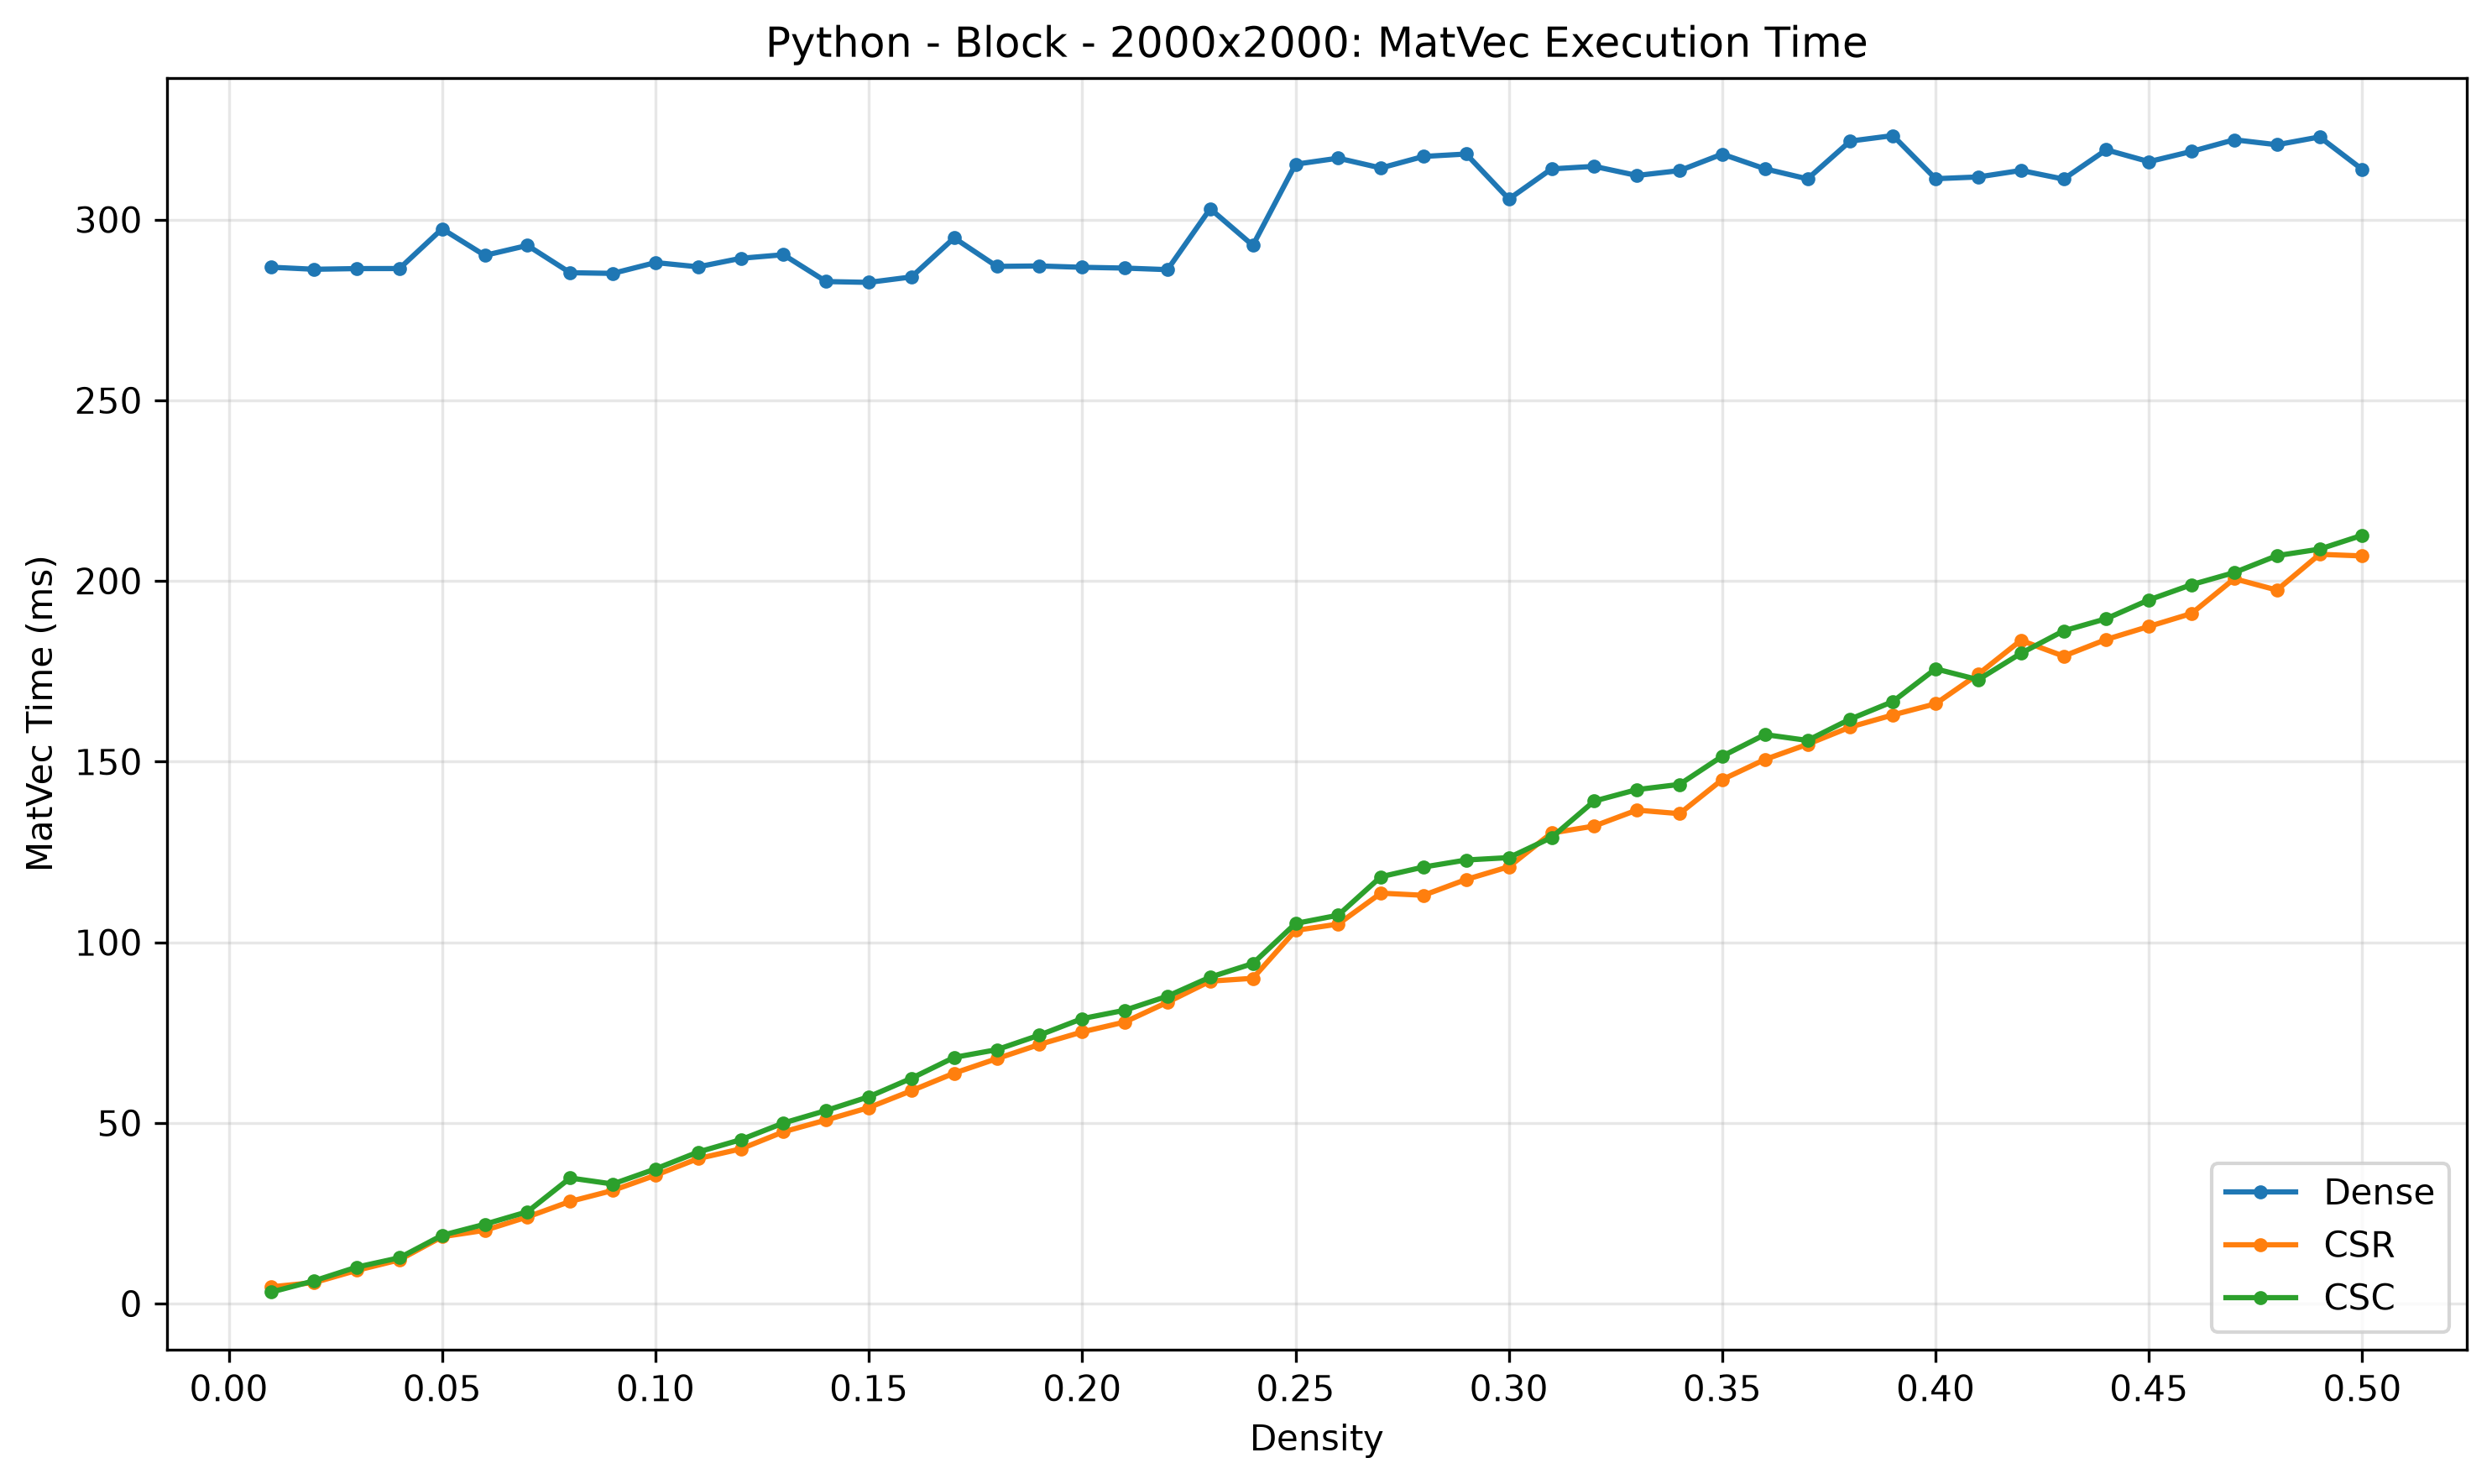 Python - Block - 2000x2000: MatVec Execution Time
MatVec Time (ms)
300
250
200
150
100
50
0
0.00 0.05 0.10 0.15 0.20 0.25 0.30 0.35 0.40 0.45 0.50
Density
Dense
CSR
CSC